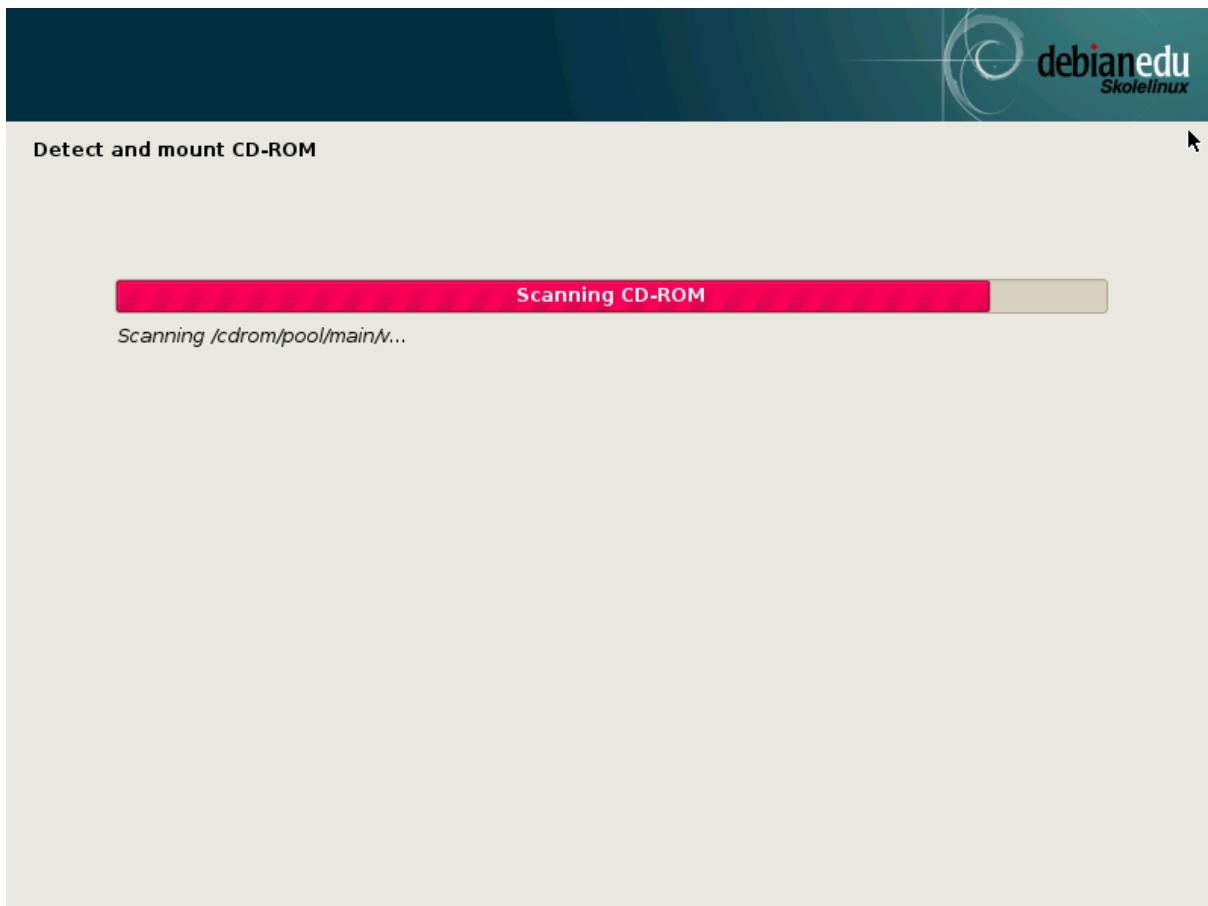 debianedu
Skolelinux
Detect and mount CD-ROM
Scanning CD-ROM
Scanning /cdrom/pool/main/v...